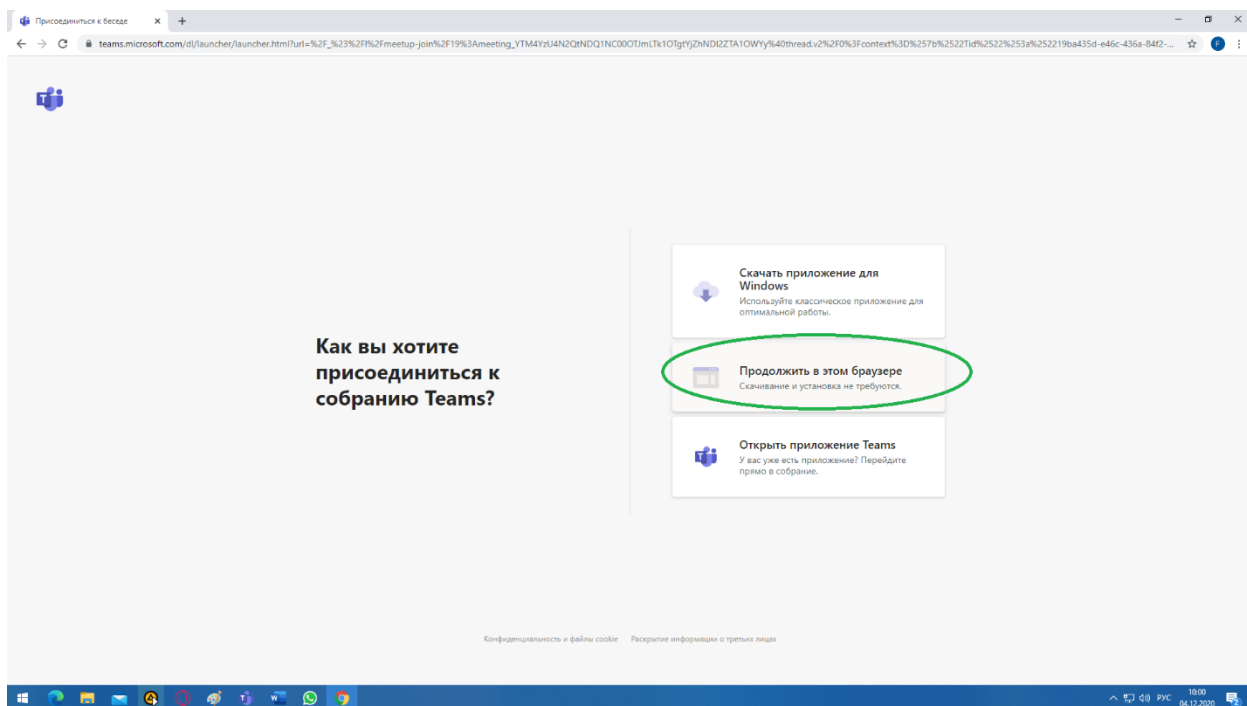 Присоединиться к беседе
teams.microsoft.com/dl/launcher/launcher.html?url=%2F_%23%2Fl%2Fmeetup-join%2F19%3Ameeting_YTM4YzU4N2QtNDQ1NC00OTJmLTk1OTgtYjZhNDI2ZTA1OWYy%40thread.v2%2F0%3Fcontext%3D%257b%2522Tid%2522%253a%252219ba435d-e46c-436a-84f2-...
F
Скачать приложение для
Windows
Используйте классическое приложение для
оптимальной работы.
Как вы хотите
присоединиться к
собранию Teams?
Продолжить в этом браузере
Скачивание и установка не требуются.
Открыть приложение Teams
У вас уже есть приложение? Перейдите
прямо в собрание.
Конфиденциальность и файлы cookie
Раскрытие информации о третьих лицах
РУС
10:00
04.12.2020